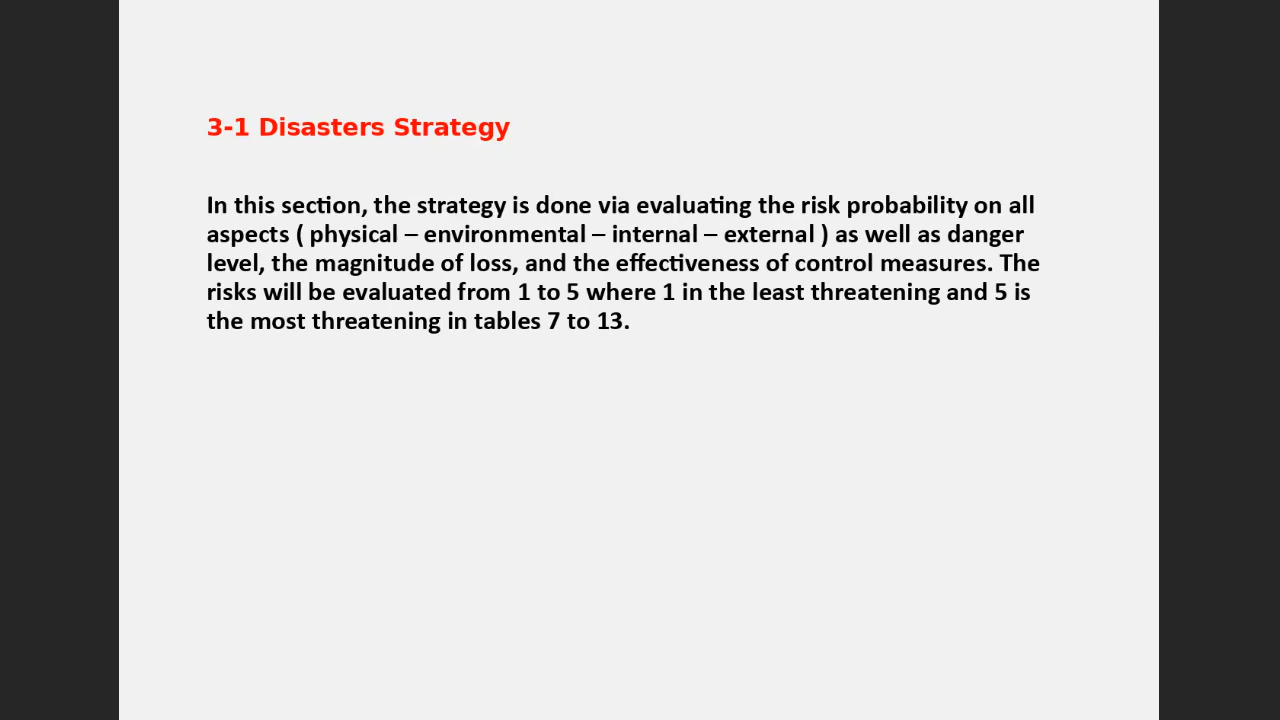 3-1 Disasters Strategy
In this section, the strategy is done via evaluating the risk probability on all
aspects ( physical – environmental – internal – external ) as well as danger
level, the magnitude of loss, and the effectiveness of control measures. The
risks will be evaluated from 1 to 5 where 1 in the least threatening and 5 is
the most threatening in tables 7 to 13.